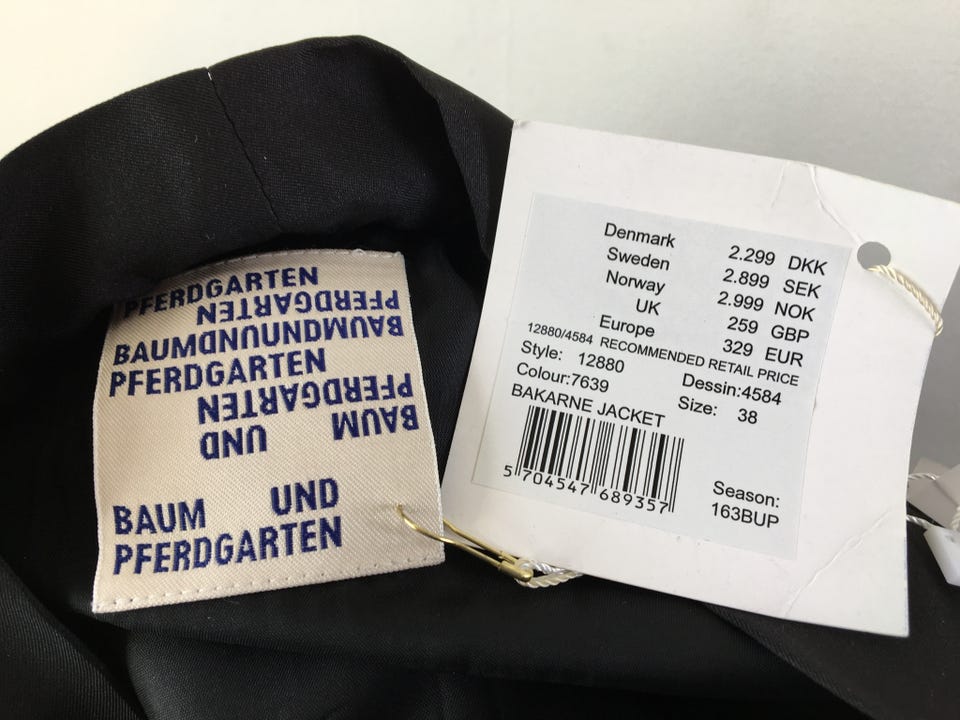 PFERDGARTEN
PFERDGARTEN
BAUMDNUUNDMUAB
PFERDGARTEN
PFERDGARTEN
BAUM UND
BAUM UND
PFERDGARTEN
Denmark 2.299 DKK
Sweden 2.899 SEK
Norway 2.999 NOK
UK 259 GBP
Europe 329 EUR
12880/4584 RECOMMENDED RETAIL PRICE
Style: 12880 Dessin:4584
Colour:7639 Size: 38
BAKARNE JACKET
5 704547 689357
Season:
163BUP